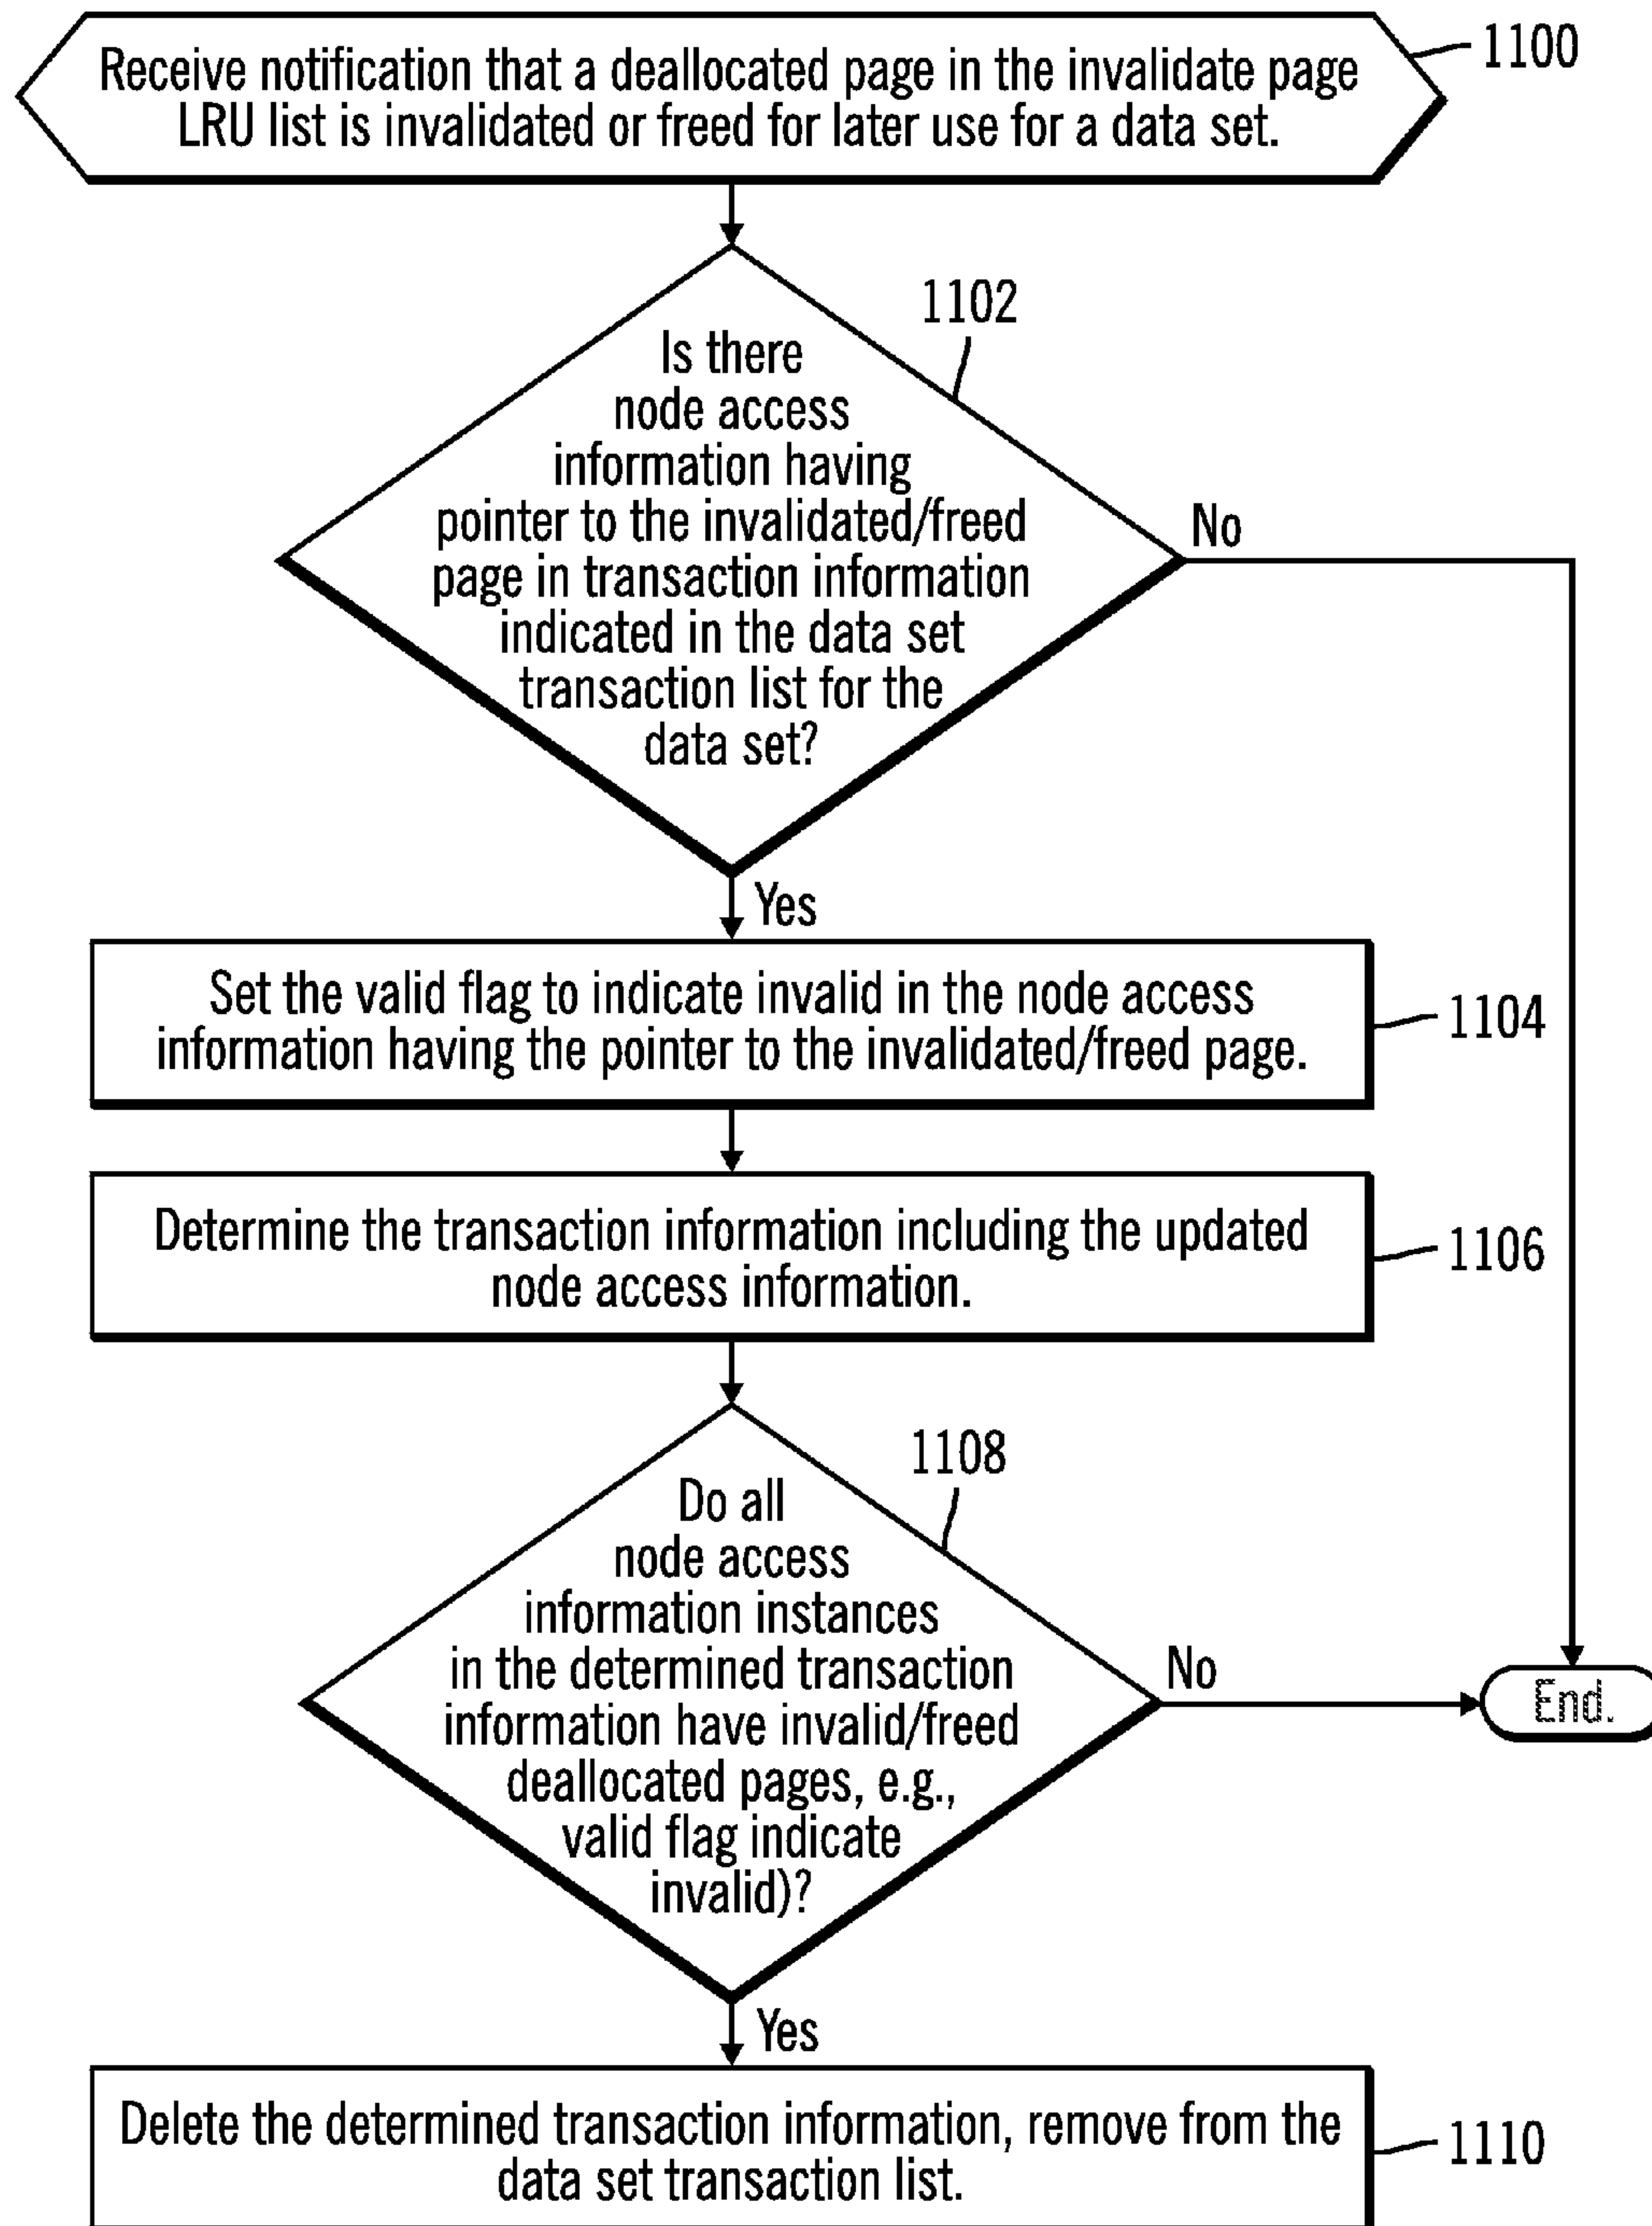 Receive notification that a deallocated page in the invalidate page
LRU list is invalidated or freed for later use for a data set.
1100
1102
Is there
node access
information having
pointer to the invalidated/freed
page in transaction information
indicated in the data set
transaction list for the
data set?
No
Yes
Set the valid flag to indicate invalid in the node access
information having the pointer to the invalidated/freed page.
1104
Determine the transaction information including the updated
node access information.
1106
1108
Do all
node access
information instances
in the determined transaction
information have invalid/freed
deallocated pages, e.g.,
valid flag indicate
invalid)?
No
End.
Yes
Delete the determined transaction information, remove from the
data set transaction list.
1110